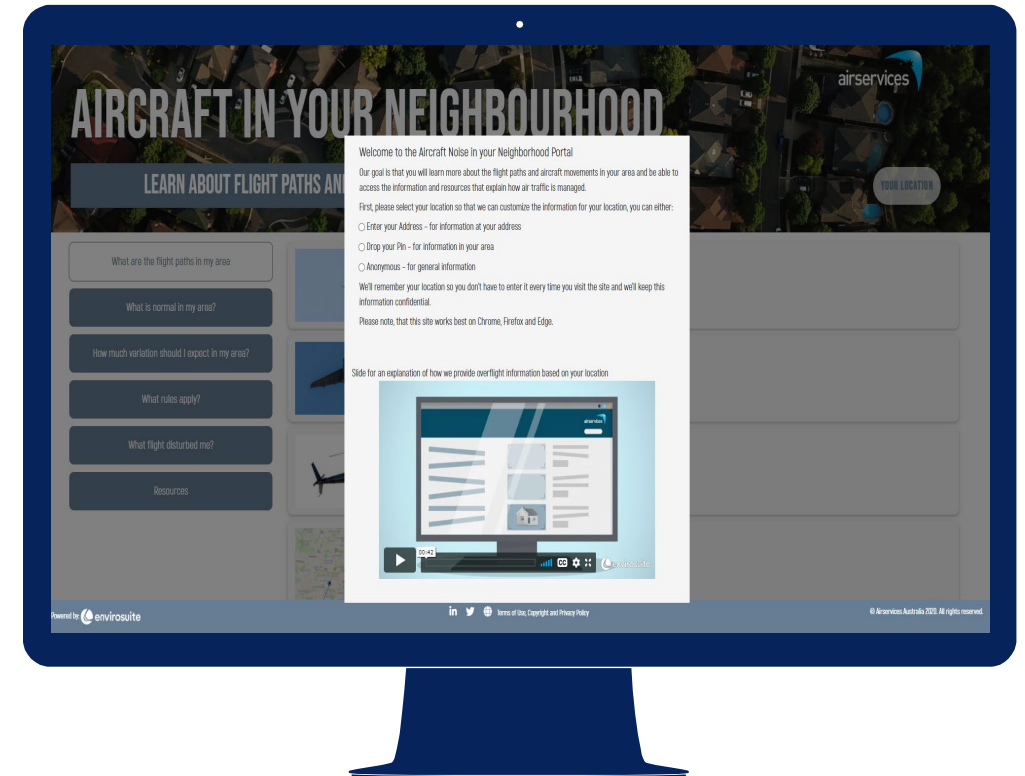 airservices
AIRCRAFT IN YOUR NEIGHBOURHOOD
LEARN ABOUT FLIGHT PATHS AN
YOUR LOCATION
What are the flight paths in my area
What is normal in my area?
How much variation should I expect in my area?
What rules apply?
What flight disturbed me?
Resources
Welcome to the Aircraft Noise in your Neighborhood Portal
Our goal is that you will learn more about the flight paths and aircraft movements in your area and be able to
access the information and resources that explain how air traffic is managed.
First, please select your location so that we can customize the information for your location, you can either:
Enter your Address - for information at your address
Drop your Pin - for information in your area
Anonymous - for general information
We'll remember your location so you don't have to enter it every time you visit the site and we'll keep this
information confidential.
Please note, that this site works best on Chrome, Firefox and Edge.
Slide for an explanation of how we provide overflight information based on your location
airservices
00:42
CC
envirosuite
Powered by: envirosuite
in
Terms of Use, Copyright and Privacy Policy
© Airservices Australia 2020. All rights reserved.